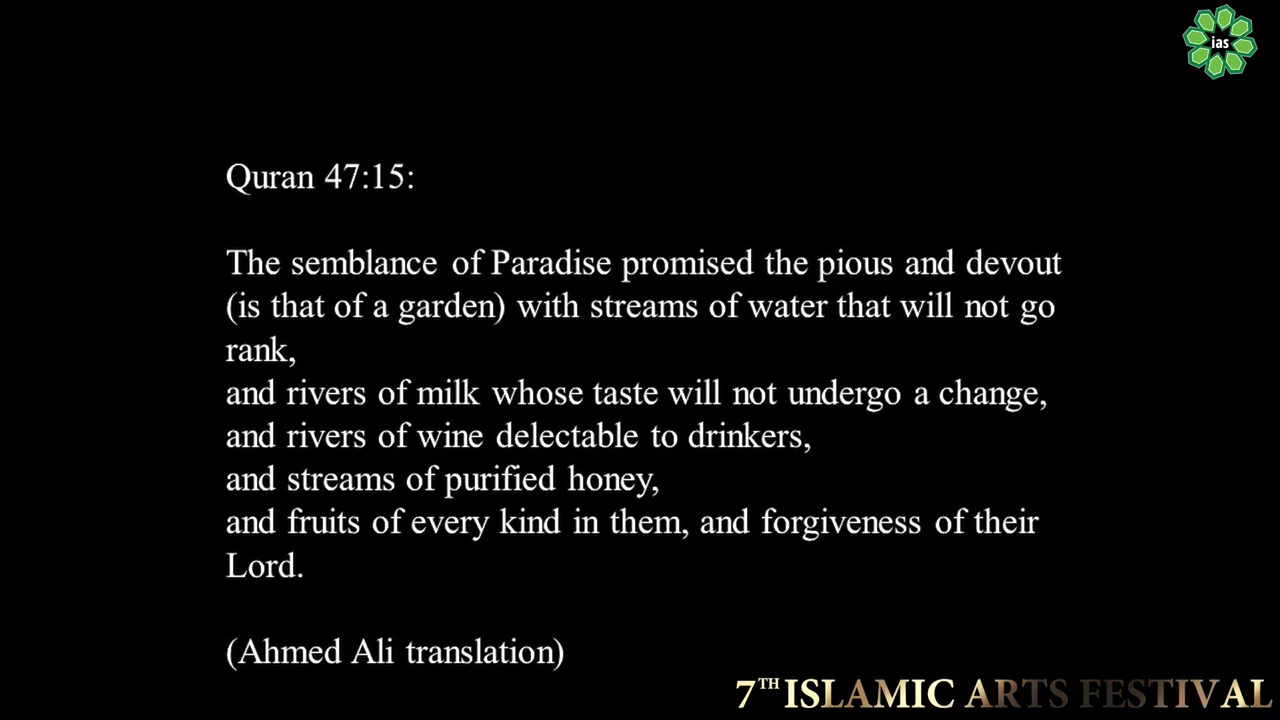 ias
Quran 47:15:
The semblance of Paradise promised the pious and devout
(is that of a garden) with streams of water that will not go
rank,
and rivers of milk whose taste will not undergo a change,
and rivers of wine delectable to drinkers,
and streams of purified honey,
and fruits of every kind in them, and forgiveness of their
Lord.
(Ahmed Ali translation)
7TH ISLAMIC ARTS FESTIVAL